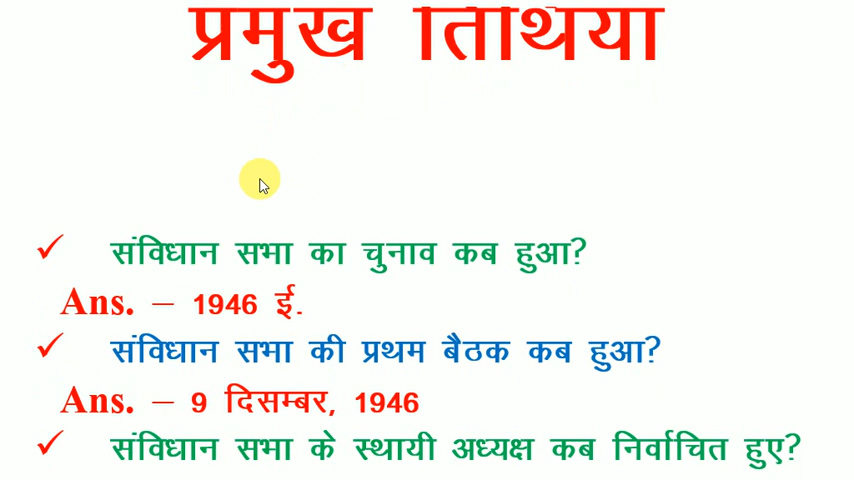 प्रमुख तिथियाँ
संविधान सभा का चुनाव कब हुआ?
Ans. – 1946 ई.
संविधान सभा की प्रथम बैठक कब हुआ?
Ans. – 9 दिसम्बर, 1946
संविधान सभा के स्थायी अध्यक्ष कब निर्वाचित हुए?